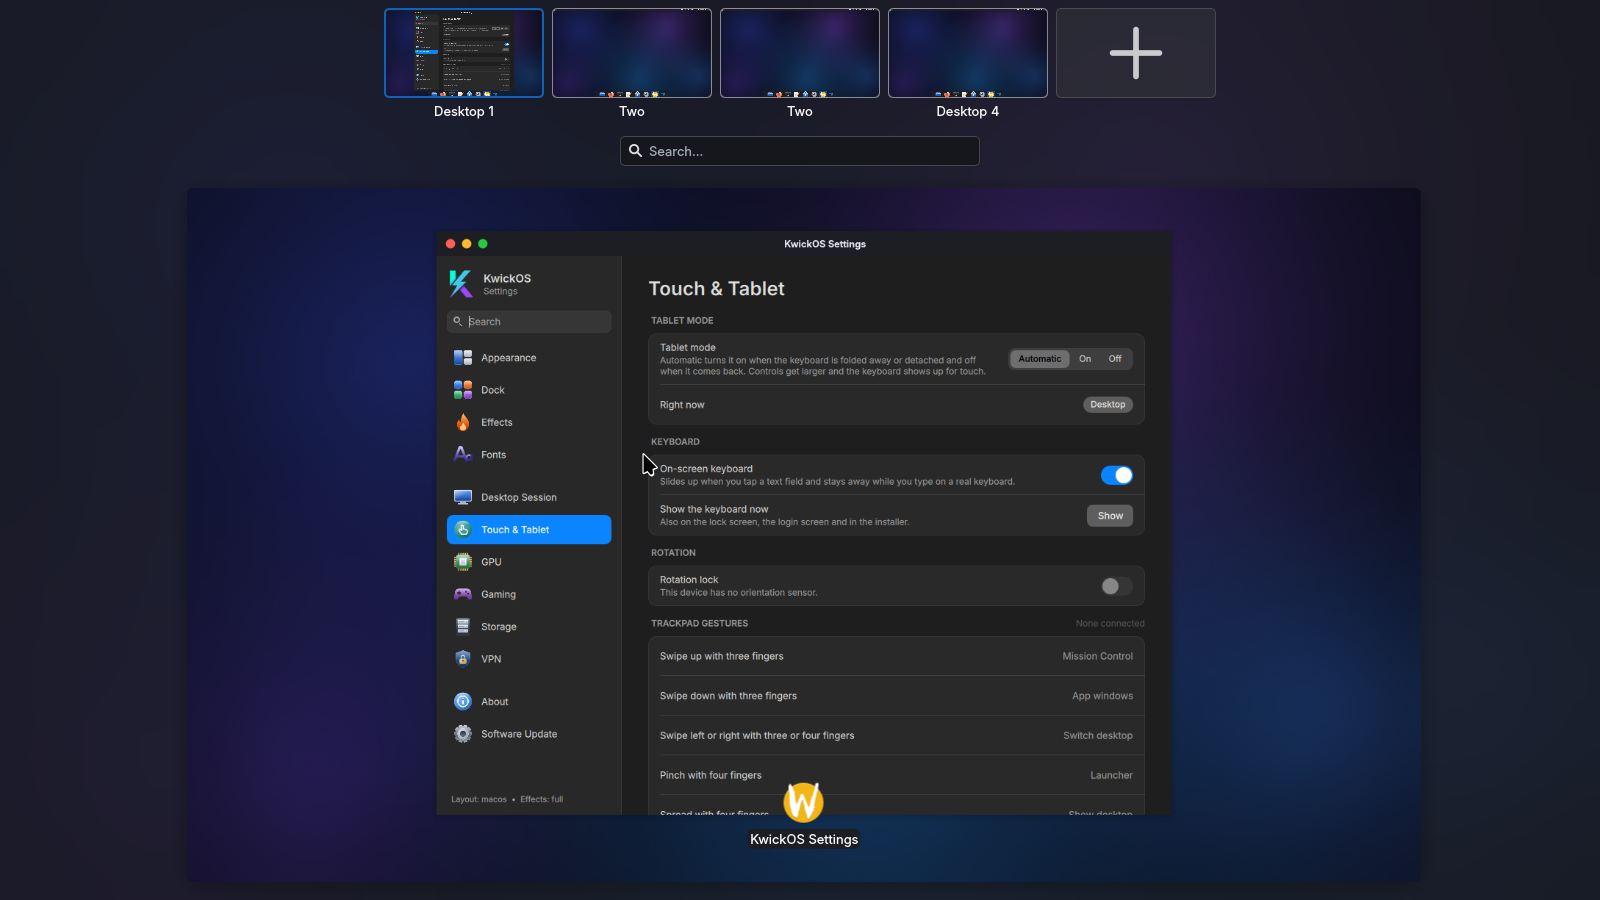 Desktop 1
Two
Two
Desktop 4
Search...
KwickOS Settings
KwickOS
Settings
Search
Appearance
Dock
Effects
Fonts
Desktop Session
Touch & Tablet
GPU
Gaming
Storage
VPN
About
Software Update
Layout: macos • Effects: full
Touch & Tablet
TABLET MODE
Tablet mode
Automatic turns it on when the keyboard is folded away or detached and off
when it comes back. Controls get larger and the keyboard shows up for touch.
Automatic On Off
Right now
Desktop
KEYBOARD
On-screen keyboard
Slides up when you tap a text field and stays away while you type on a real keyboard.
Show the keyboard now
Also on the lock screen, the login screen and in the installer.
Show
ROTATION
Rotation lock
This device has no orientation sensor.
TRACKPAD GESTURES
None connected
Swipe up with three fingers
Mission Control
Swipe down with three fingers
App windows
Swipe left or right with three or four fingers
Switch desktop
Pinch with four fingers
Launcher
Spread with four fingers
Show desktop
KwickOS Settings